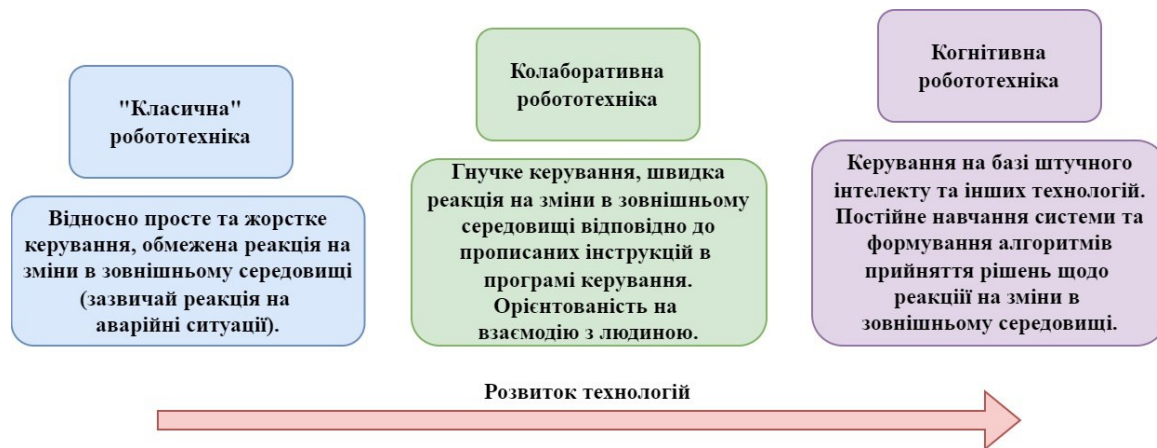 "Класична"
робототехніка
Відносно просте та жорстке
керування, обмежена реакція на
зміни в зовнішньому середовищі
(зазвичай реакція на
аварійні ситуації).
Колаборативна
робототехніка
Гнучке керування, швидка
реакція на зміни в зовнішньому
середовищі відповідно до
прописаних інструкцій в
програмі керування.
Орієнтованість на
взаємодію з людиною.
Когнітивна
робототехніка
Керування на базі штучного
інтелекту та інших технологій.
Постійне навчання системи та
формування алгоритмів
прийняття рішень щодо
реакціії на зміни в
зовнішньому середовищі.
Розвиток технологій